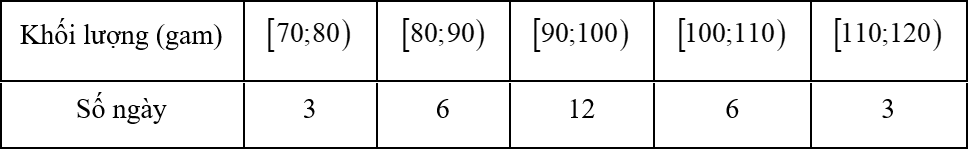 Khối lượng (gam) [70;80) [80;90) [90;100) [100;110) [110;120)
Số ngày 3 6 12 6 3